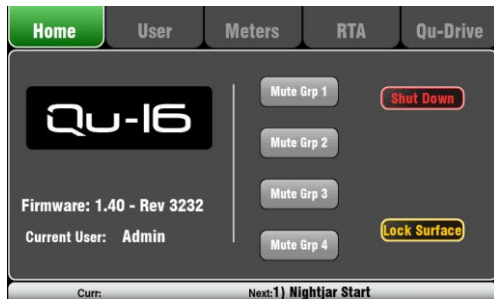 Home User Meters RTA Qu-Drive
Qu-16
Firmware: 1.40 - Rev 3232
Current User: Admin
Mute Grp 1
Mute Grp 2
Mute Grp 3
Mute Grp 4
Shut Down
Lock Surface
Curr: Next:1) Nightjar Start